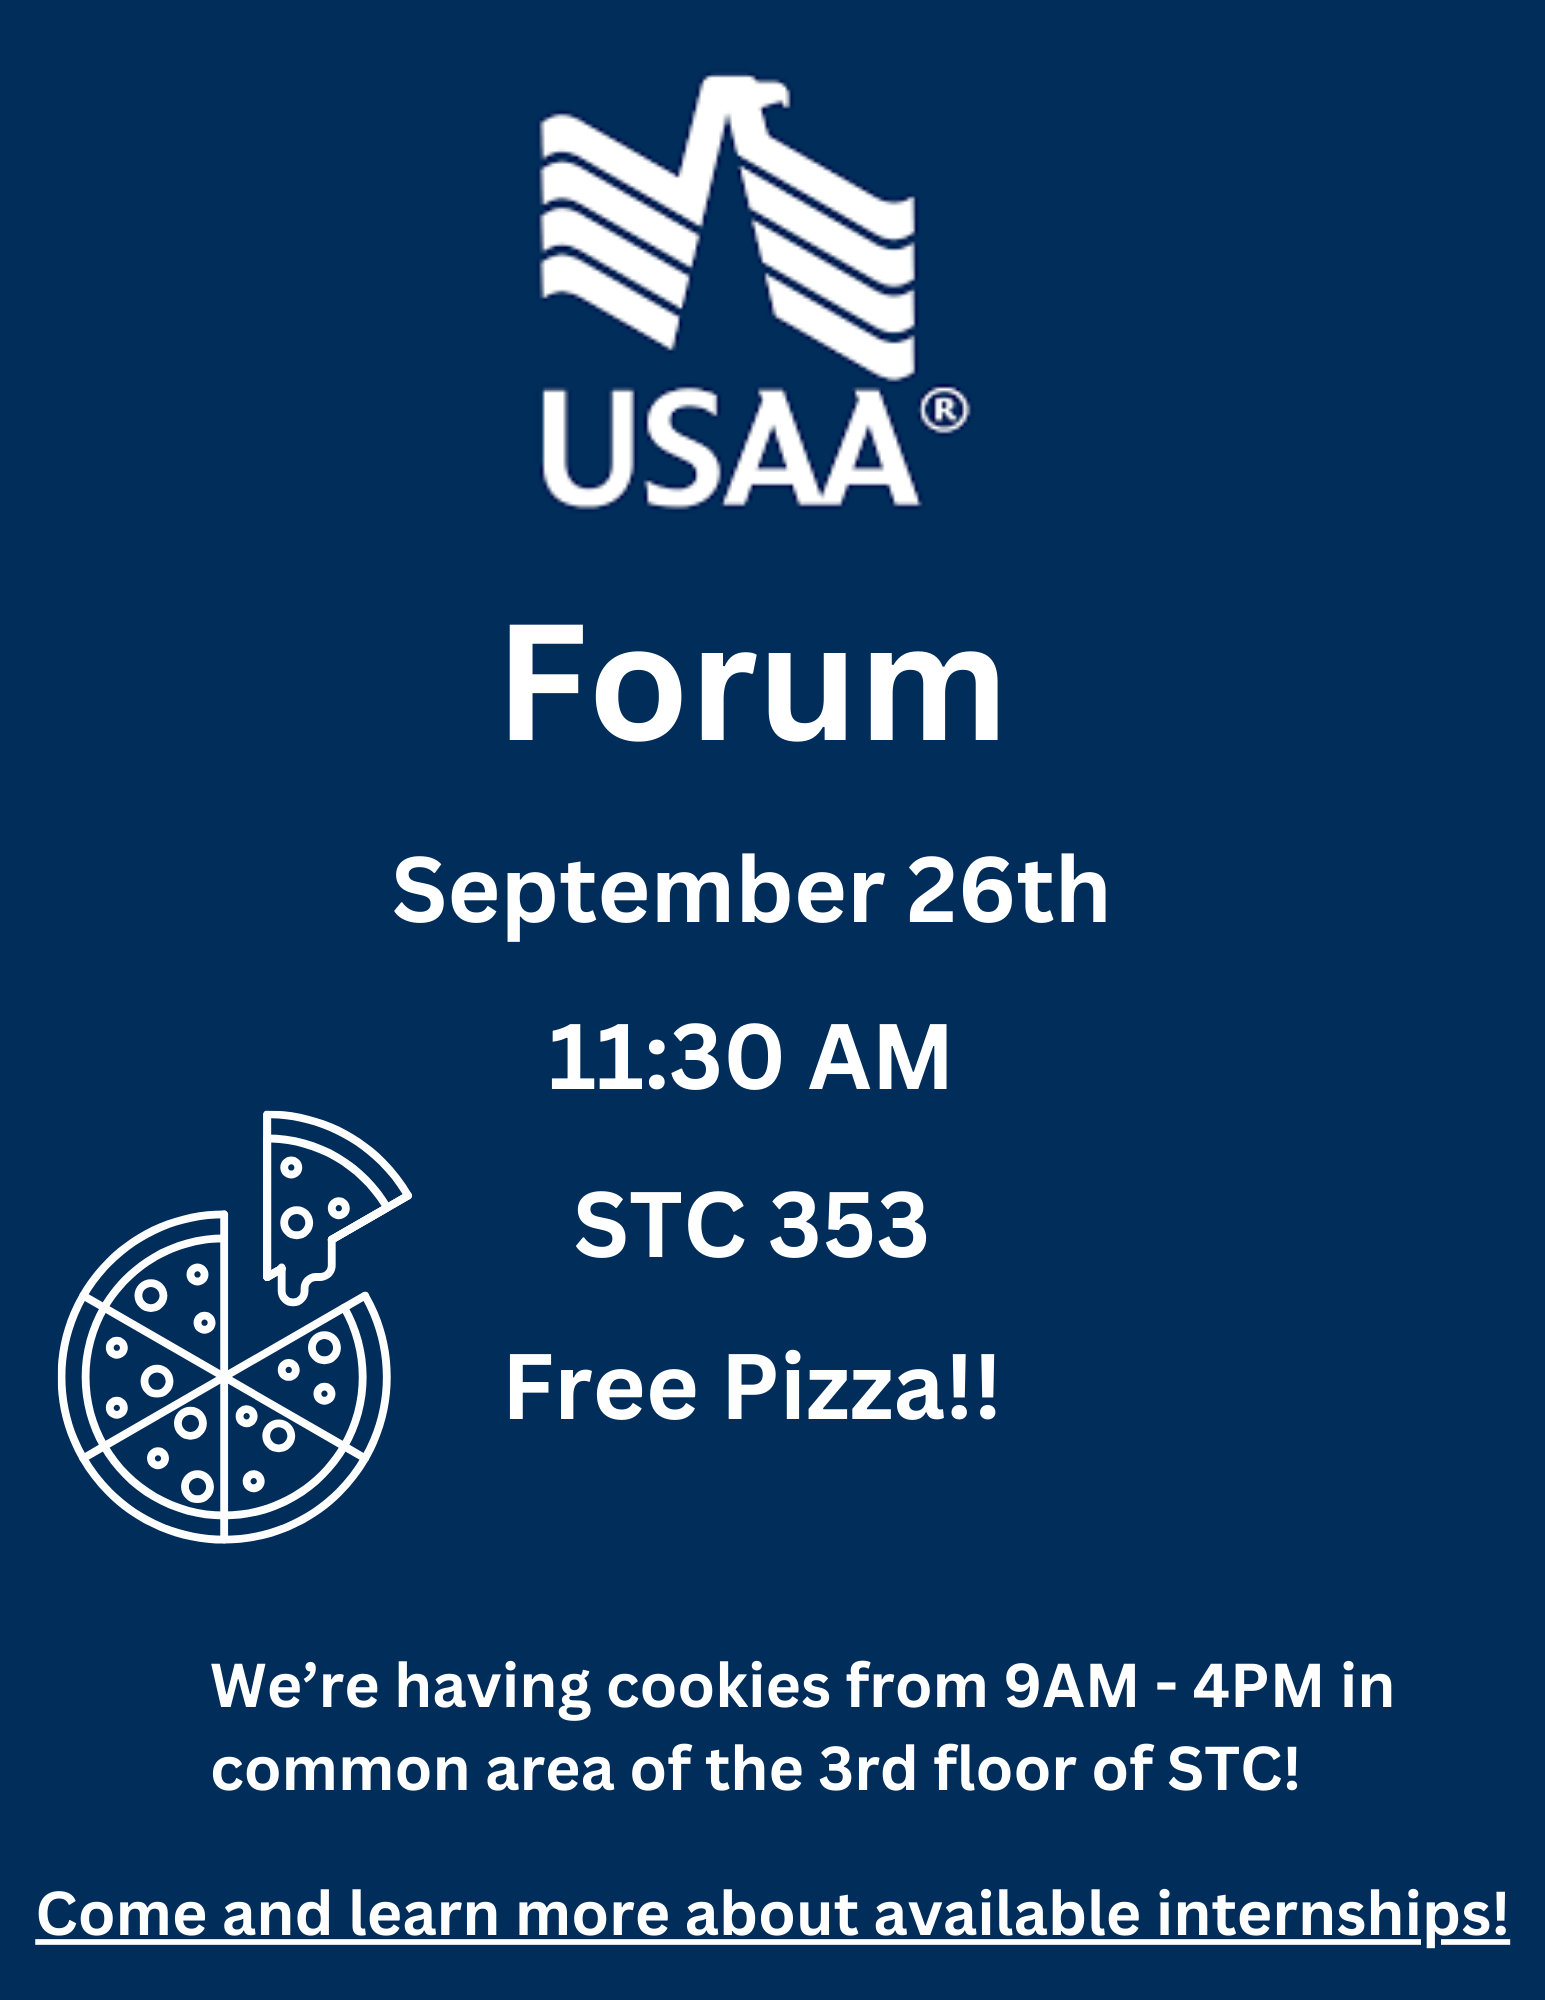 USAA®
Forum
September 26th
11:30 AM
STC 353
Free Pizza!!
We’re having cookies from 9AM - 4PM in
common area of the 3rd floor of STC!
Come and learn more about available internships!